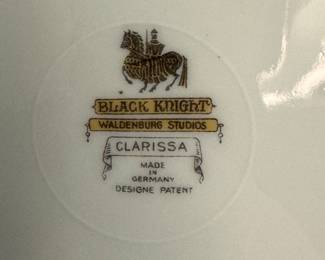 BLACK KNIGHT
WALDENBURG STUDIOS
CLARISSA
MADE
IN
GERMANY
DESIGNE PATENT